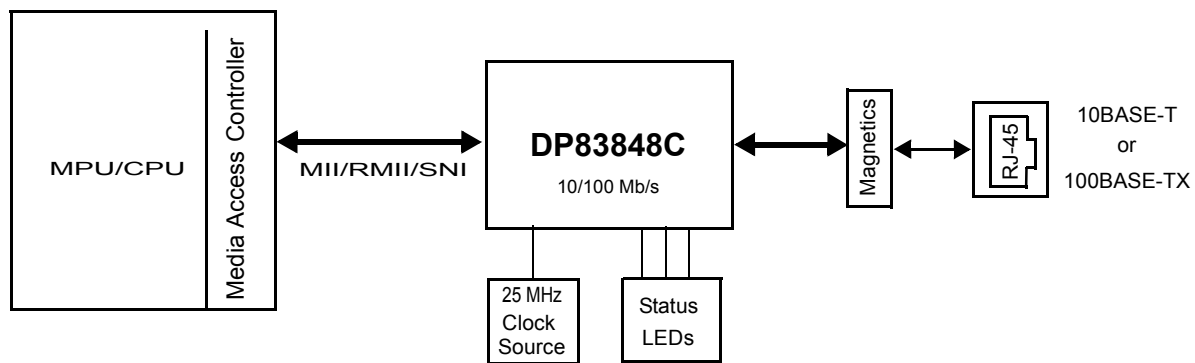 MPU/CPU
Media Access Controller
MII/RMII/SNI
DP83848C
10/100 Mb/s
25 MHz
Clock
Source
Status
LEDs
Magnetics
RJ-45
10BASE-T
or
100BASE-TX